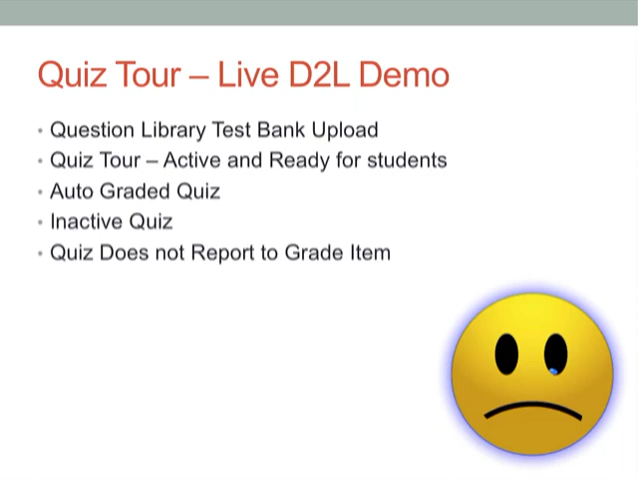 Quiz Tour – Live D2L Demo
• Question Library Test Bank Upload
• Quiz Tour – Active and Ready for students
• Auto Graded Quiz
• Inactive Quiz
• Quiz Does not Report to Grade Item